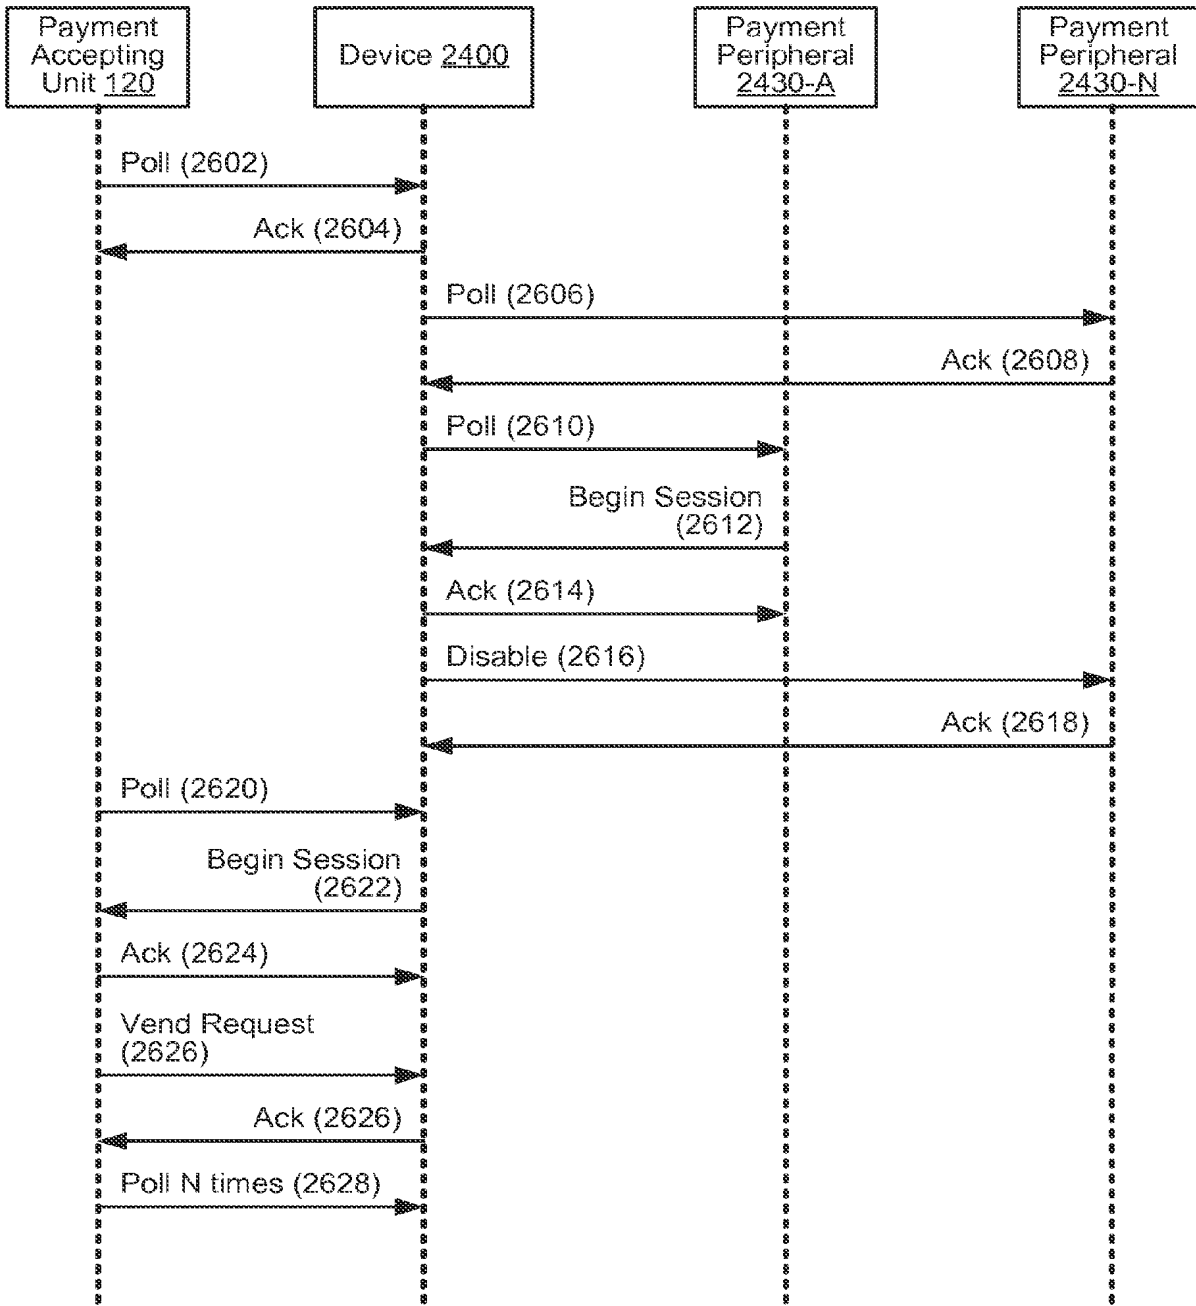 Payment
Accepting
Unit 120
Device 2400
Payment
Peripheral
2430-A
Payment
Peripheral
2430-N
Poll (2602)
Ack (2604)
Poll (2606)
Ack (2608)
Poll (2610)
Begin Session
(2612)
Ack (2614)
Disable (2616)
Ack (2618)
Poll (2620)
Begin Session
(2622)
Ack (2624)
Vend Request
(2626)
Ack (2626)
Poll N times (2628)